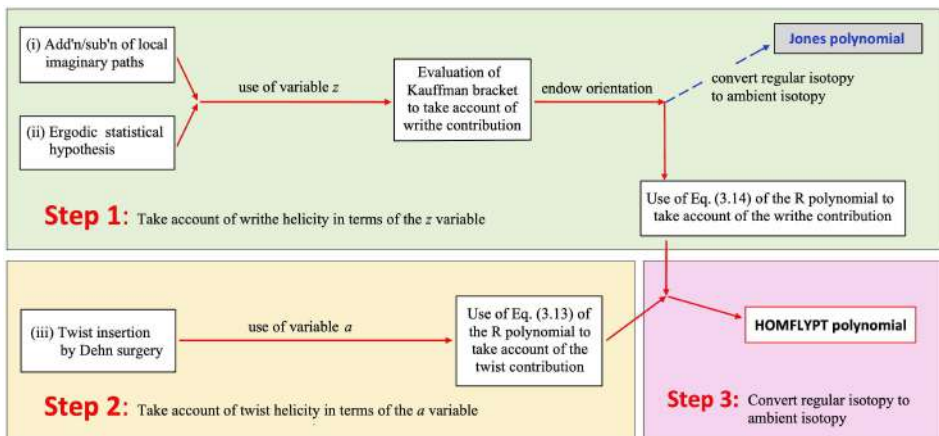 (i) Add'n/sub'n of local
imaginary paths
(ii) Ergodic statistical
hypothesis
use of variable z
Evaluation of
Kauffman bracket
to take account of
writhe contribution
endow orientation
Jones polynomial
convert regular isotopy
to ambient isotopy
Use of Eq. (3.14) of the R polynomial to
take account of the writhe contribution
Step 1: Take account of writhe helicity in terms of the z variable
(iii) Twist insertion
by Dehn surgery
use of variable a
Use of Eq. (3.13) of
the R polynomial to
take account of the
twist contribution
Step 2: Take account of twist helicity in terms of the a variable
HOMFLYPT polynomial
Step 3: Convert regular isotopy to
ambient isotopy